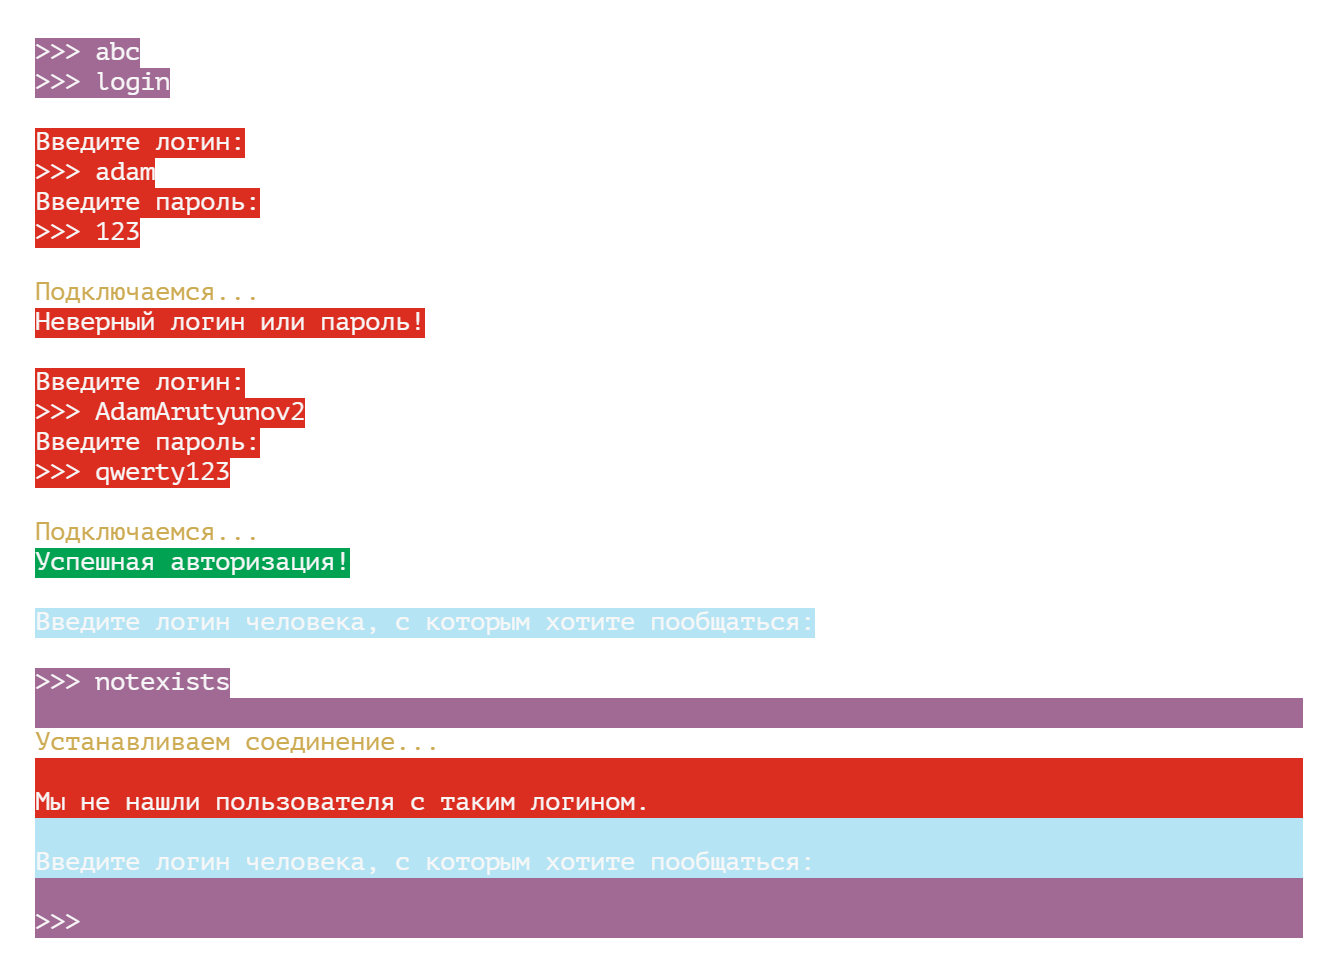 >>> abc
>>> login
Введите логин:
>>> adam
Введите пароль:
>>> 123
Подключаемся...
Неверный логин или пароль!
Введите логин:
>>> AdamArutyunov2
Введите пароль:
>>> qwerty123
Подключаемся...
Успешная авторизация!
Введите логин человека, с которым хотите пообщаться:
>>> notexists
Устанавливаем соединение...
Мы не нашли пользователя с таким логином.
Введите логин человека, с которым хотите пообщаться:
>>>